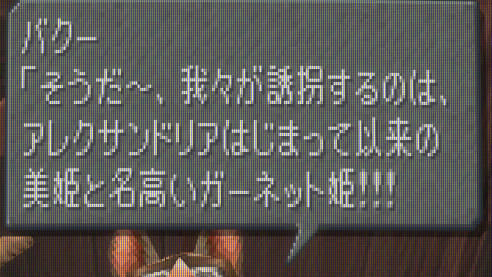 バクー
「そうだ～、我々が誘拐するのは、
アレクサンドリアはじまって以来の
美姫と名高いガーネット姫!!!